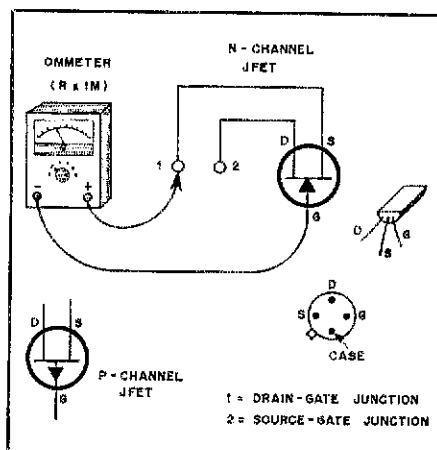 N-CHANNEL
JFET
OMMETER
(R x 1M)
- +
1 2
D S
G
D
S
G
D S
G
P-CHANNEL
JFET
D
S G
CASE
1 = DRAIN-GATE JUNCTION
2 = SOURCE-GATE JUNCTION